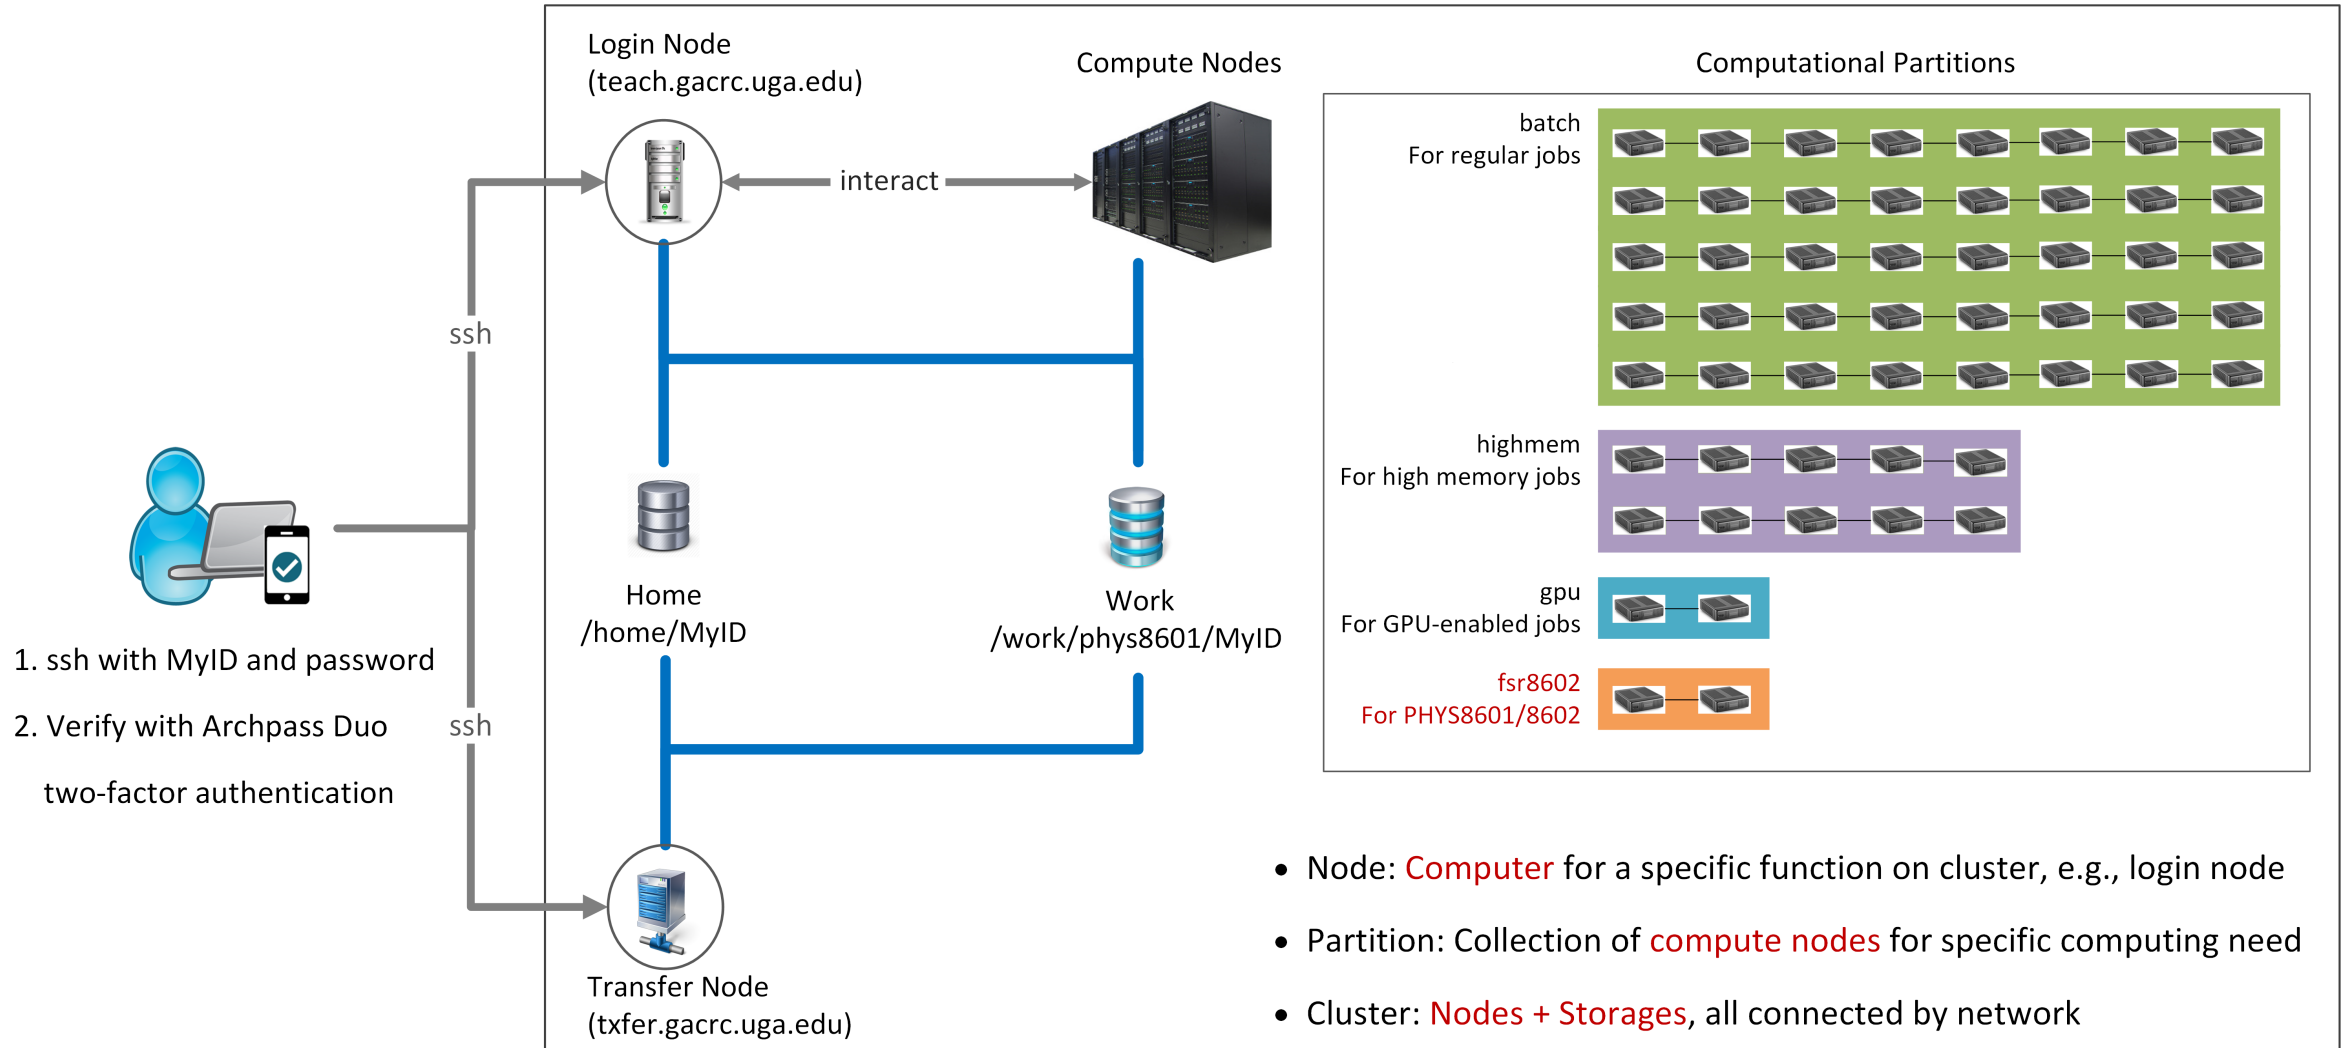 Login Node
(teach.gacrc.uga.edu)
Compute Nodes
Computational Partitions
batch
For regular jobs
interact
ssh
highmem
For high memory jobs
Home
/home/MyID
Work
/work/phys8601/MyID
gpu
For GPU-enabled jobs
1. ssh with MyID and password
2. Verify with Archpass Duo
two-factor authentication
ssh
fsr8602
For PHYS8601/8602
Transfer Node
(txfer.gacrc.uga.edu)
• Node: Computer for a specific function on cluster, e.g., login node
• Partition: Collection of compute nodes for specific computing need
• Cluster: Nodes + Storages, all connected by network